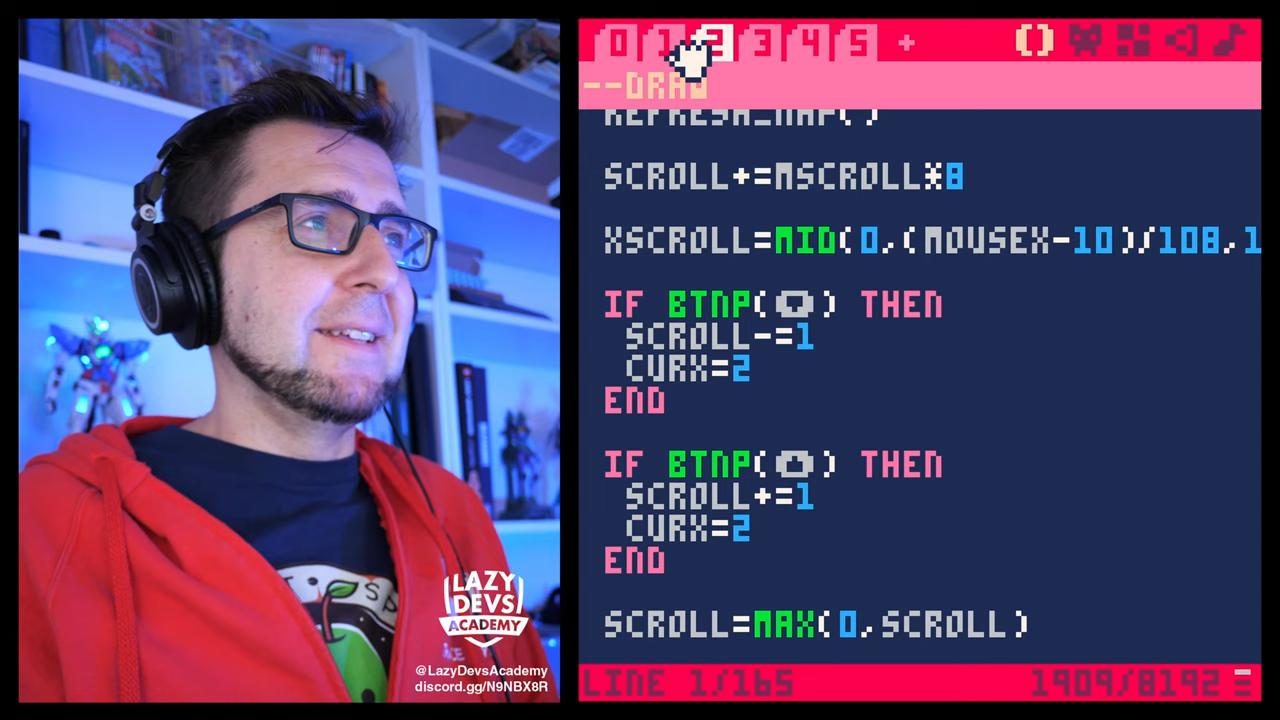 0 1 2 3 4 5 +
--DRAW
REFRESH_MAP()
SCROLL+=MSCROLL*8
XSCROLL=MID(0,(MOUSEX-10)/108,1
IF BTNP(⬇️) THEN
SCROLL-=1
CURX=2
END
IF BTNP(⬆️) THEN
SCROLL+=1
CURX=2
END
SCROLL=MAX(0,SCROLL)
LINE 1/165
1909/8192
LAZY
DEVS
ACADEMY
@LazyDevsAcademy
discord.gg/N9NBX8R